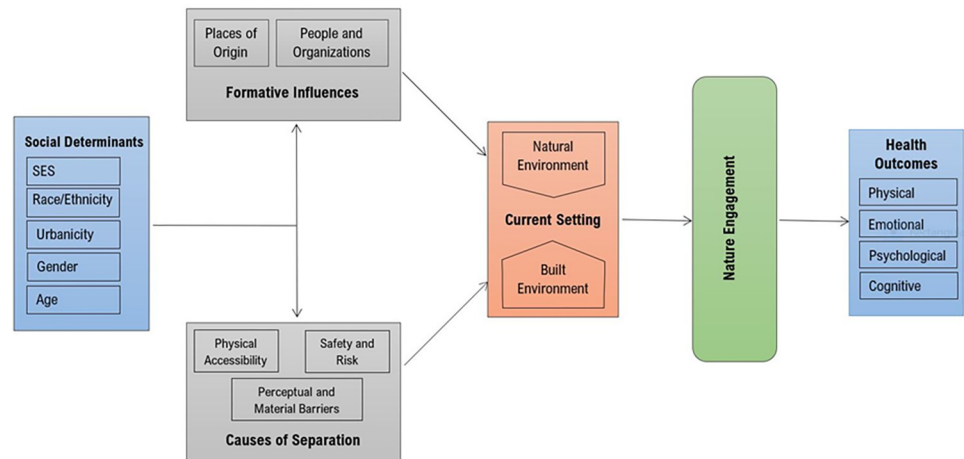 Social Determinants
SES
Race/Ethnicity
Urbanicity
Gender
Age
Places of
Origin
People and
Organizations
Formative Influences
Physical
Accessibility
Safety and
Risk
Perceptual and
Material Barriers
Causes of Separation
Natural
Environment
Current Setting
Built
Environment
Nature Engagement
Health
Outcomes
Physical
Emotional
Psychological
Cognitive